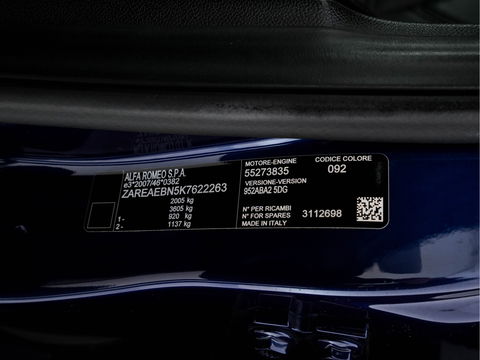 ALFA ROMEO S.P.A.
e3*2007/46*0382
ZAREAEBN5K7622263
2005 kg
3605 kg
1- 920 kg
2- 1137 kg
MOTORE-ENGINE
55273835
VERSIONE-VERSION
952ABA2 5DG
N° PER RICAMBI
N° FOR SPARES 3112698
MADE IN ITALY
CODICE COLORE
092